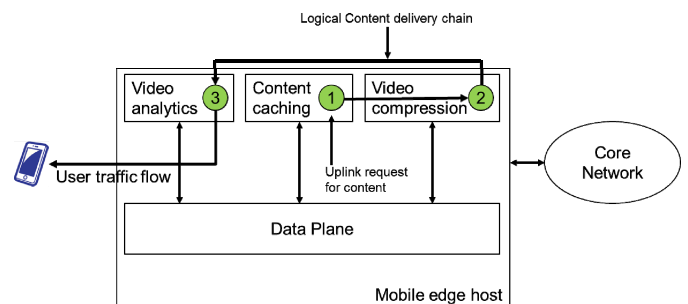 Logical Content delivery chain
Video
analytics
3
Content
caching
1
Video
compression
2
User traffic flow
Uplink request
for content
Core
Network
Data Plane
Mobile edge host